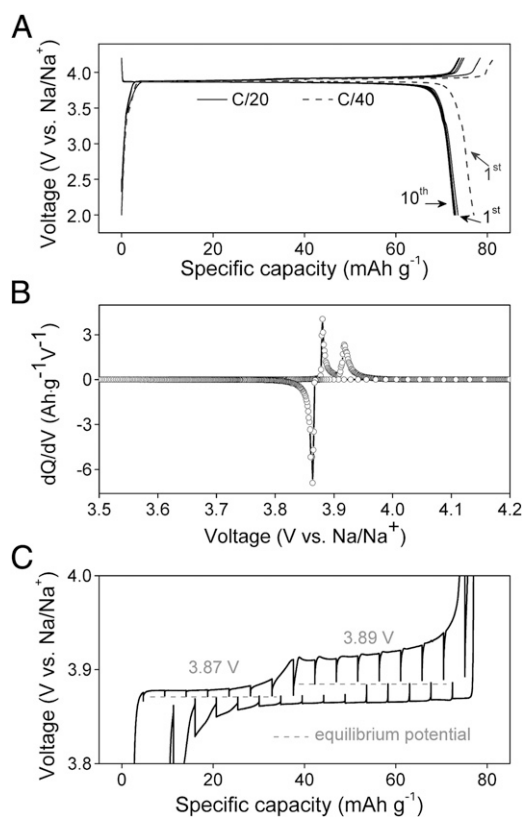 A
Voltage (V vs. Na/Na+)
4.0
3.5
3.0
2.5
2.0
C/20
C/40
1st
10th
1st
0
20
40
60
80
Specific capacity (mAh g-1)
B
dQ/dV (Ah·g-1V-1)
3
0
-3
-6
3.5
3.6
3.7
3.8
3.9
4.0
4.1
4.2
Voltage (V vs. Na/Na+)
C
Voltage (V vs. Na/Na+)
4.0
3.9
3.8
3.87 V
3.89 V
equilibrium potential
0
20
40
60
80
Specific capacity (mAh g-1)